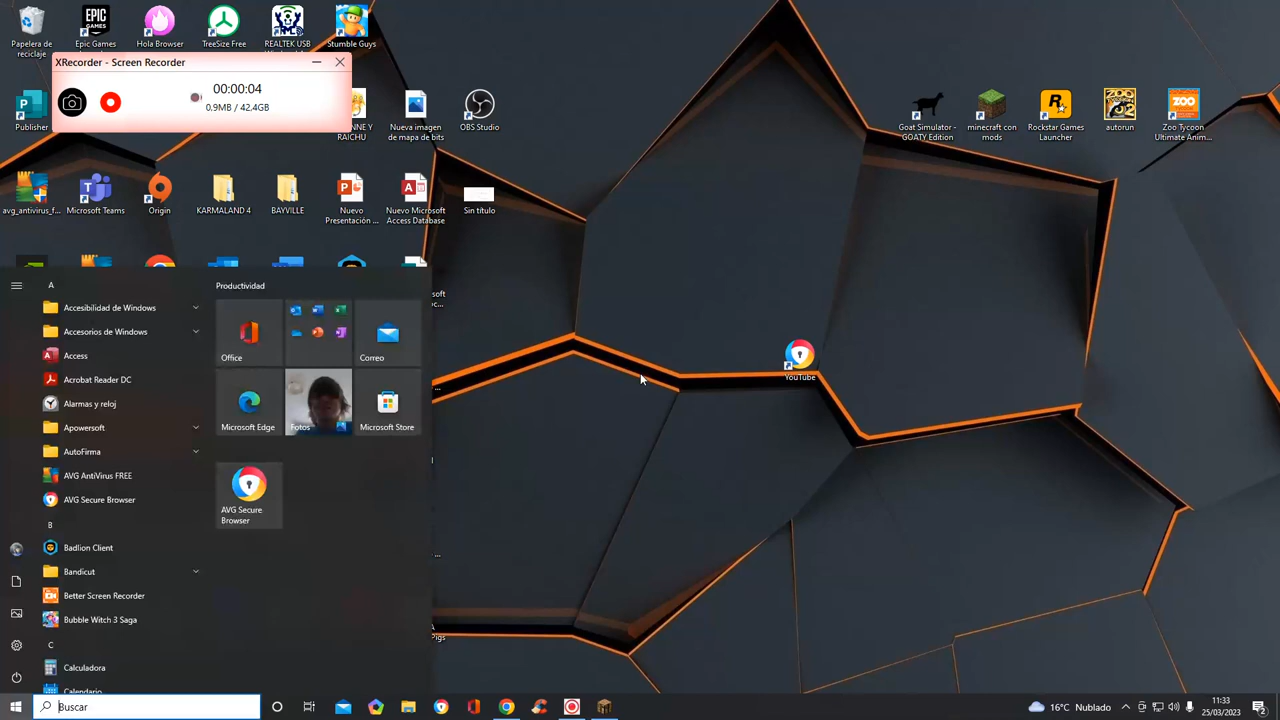 Papelera de
reciclaje
Epic Games
Hola Browser
TreeSize Free
REALTEK USB
Stumble Guys
XRecorder - Screen Recorder
00:00:04
0,9MB / 42,4GB
Publisher
Y
RAICHU
Nueva imagen
de mapa de bits
OBS Studio
Goat Simulator -
GOATY Edition
minecraft con
mods
Rockstar Games
Launcher
autorun
Zoo Tycoon
Ultimate Anim...
avg_antivirus_f...
Microsoft Teams
Origin
KARMALAND 4
BAYVILLE
Nuevo
Presentación ...
Nuevo Microsoft
Access Database
Sin título
YouTube
A
Accesibilidad de Windows
Accesorios de Windows
Access
Acrobat Reader DC
Alarmas y reloj
Apowersoft
AutoFirma
AVG AntiVirus FREE
AVG Secure Browser
B
Badlion Client
Bandicut
Better Screen Recorder
Bubble Witch 3 Saga
C
Calculadora
Calendario
Productividad
Office
Correo
Microsoft Edge
Fotos
Microsoft Store
AVG Secure
Browser
Buscar
16°C Nublado
11:33
25/03/2023